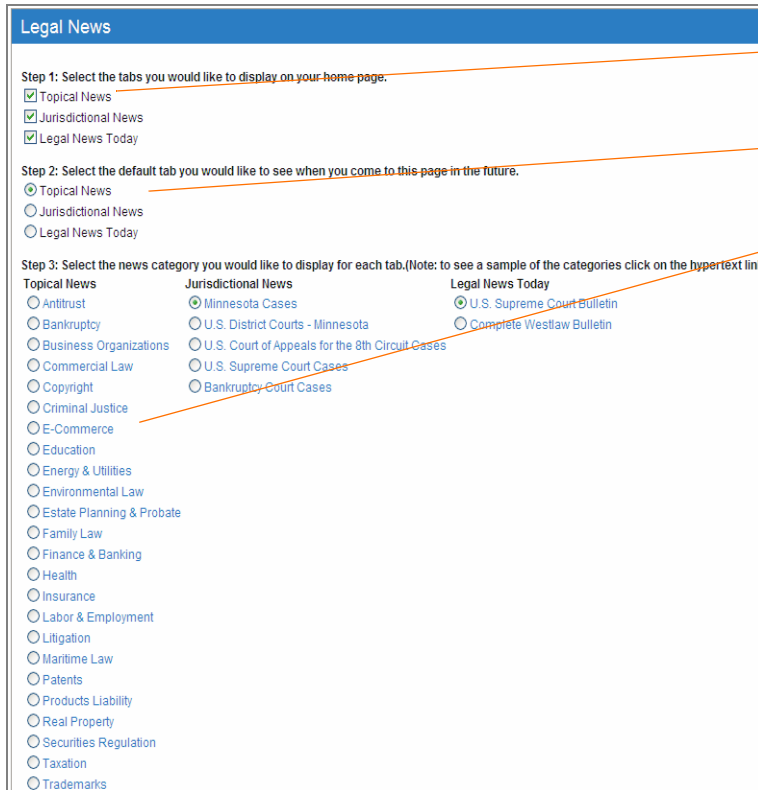 Legal News
Step 1: Select the tabs you would like to display on your home page.
Topical News
Jurisdictional News
Legal News Today
Step 2: Select the default tab you would like to see when you come to this page in the future.
Topical News
Jurisdictional News
Legal News Today
Step 3: Select the news category you would like to display for each tab.(Note: to see a sample of the categories click on the hypertext lin
Topical News Jurisdictional News Legal News Today
Antitrust Minnesota Cases U.S. Supreme Court Bulletin
Bankruptcy U.S. District Courts - Minnesota Complete Westlaw Bulletin
Business Organizations U.S. Court of Appeals for the 8th Circuit Cases
Commercial Law U.S. Supreme Court Cases
Copyright Bankruptcy Court Cases
Criminal Justice
E-Commerce
Education
Energy & Utilities
Environmental Law
Estate Planning & Probate
Family Law
Finance & Banking
Health
Insurance
Labor & Employment
Litigation
Maritime Law
Patents
Products Liability
Real Property
Securities Regulation
Taxation
Trademarks